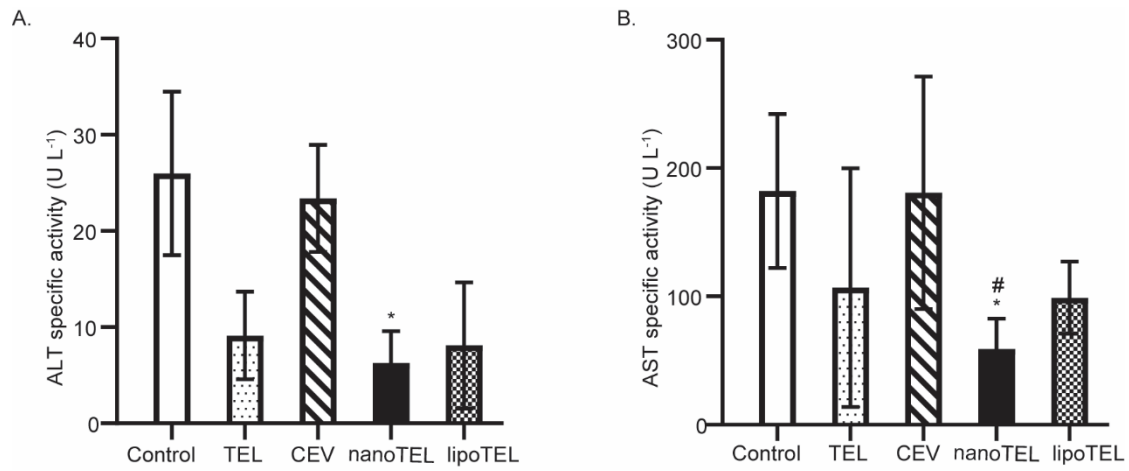 A.
ALT specific activity (U L⁻¹)
40
30
20
10
0
*
Control TEL CEV nanoTEL lipoTEL
B.
AST specific activity (U L⁻¹)
300
200
100
0
#
*
Control TEL CEV nanoTEL lipoTEL